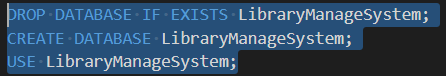 DROP DATABASE IF EXISTS LibraryManageSystem;
CREATE DATABASE LibraryManageSystem;
USE LibraryManageSystem;